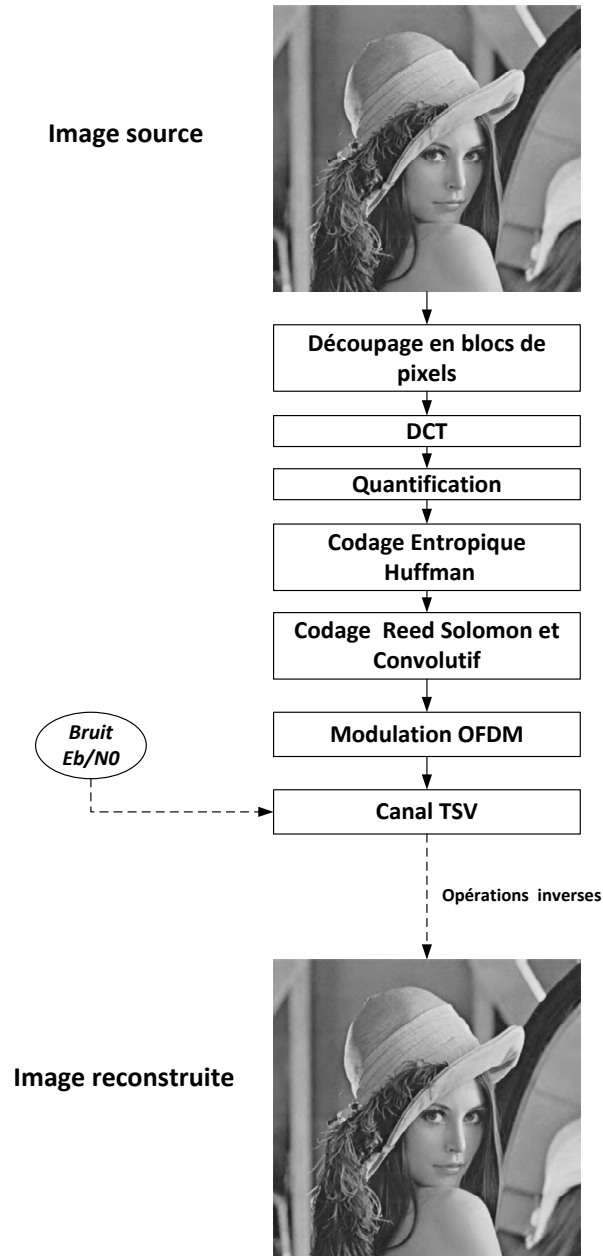 Image source
Découpage en blocs de
pixels
DCT
Quantification
Codage Entropique
Huffman
Codage Reed Solomon et
Convolutif
Modulation OFDM
Bruit
Eb/N0
Canal TSV
Opérations inverses
Image reconstruite